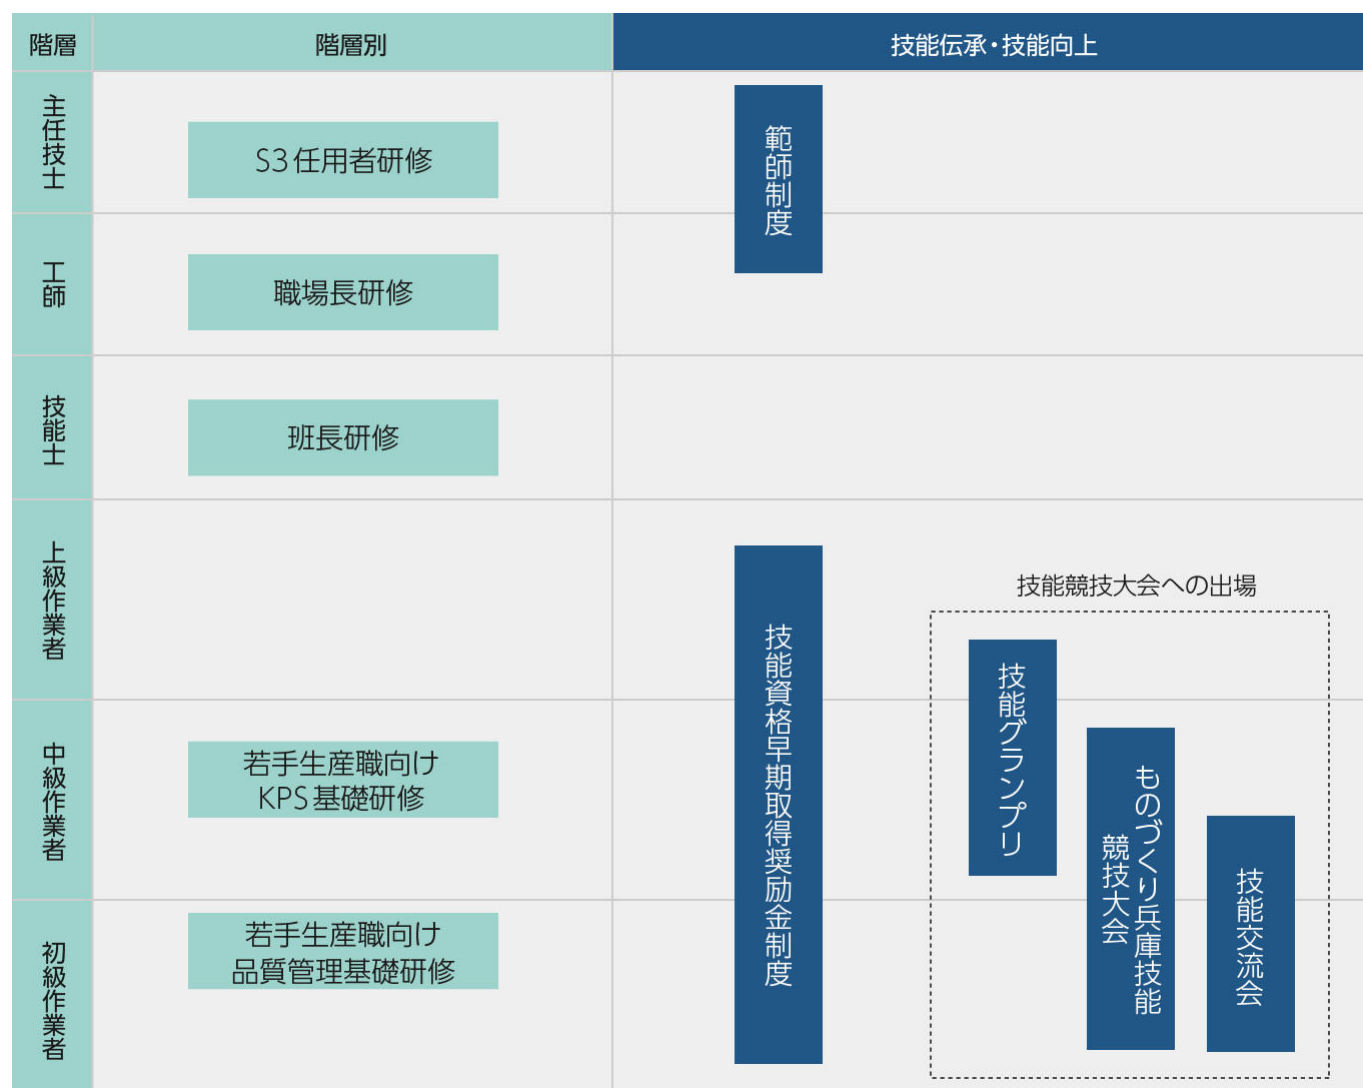 階層
階層別
技能伝承・技能向上
主任技士
S3任用者研修
範師制度
工師
職場長研修
技能士
班長研修
上級作業者
技能資格早期取得奨励金制度
技能競技大会への出場
技能グランプリ
ものづくり兵庫技能
競技大会
技能交流会
中級作業者
若手生産職向け
KPS基礎研修
初級作業者
若手生産職向け
品質管理基礎研修